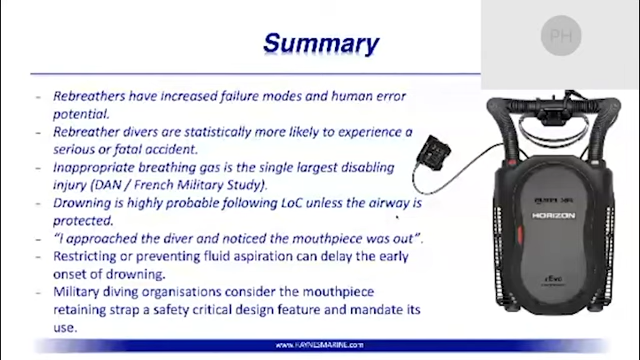 PH
Summary
- Rebreathers have increased failure modes and human error
potential.
- Rebreather divers are statistically more likely to experience a
serious or fatal accident.
- Inappropriate breathing gas is the single largest disabling
injury (DAN / French Military Study).
- Drowning is highly probable following LoC unless the airway is
protected.
- "I approached the diver and noticed the mouthpiece was out".
- Restricting or preventing fluid aspiration can delay the early
onset of drowning.
- Military diving organisations consider the mouthpiece
retaining strap a safety critical design feature and mandate its
use.
HORIZON
www.HAYNESMARINE.com